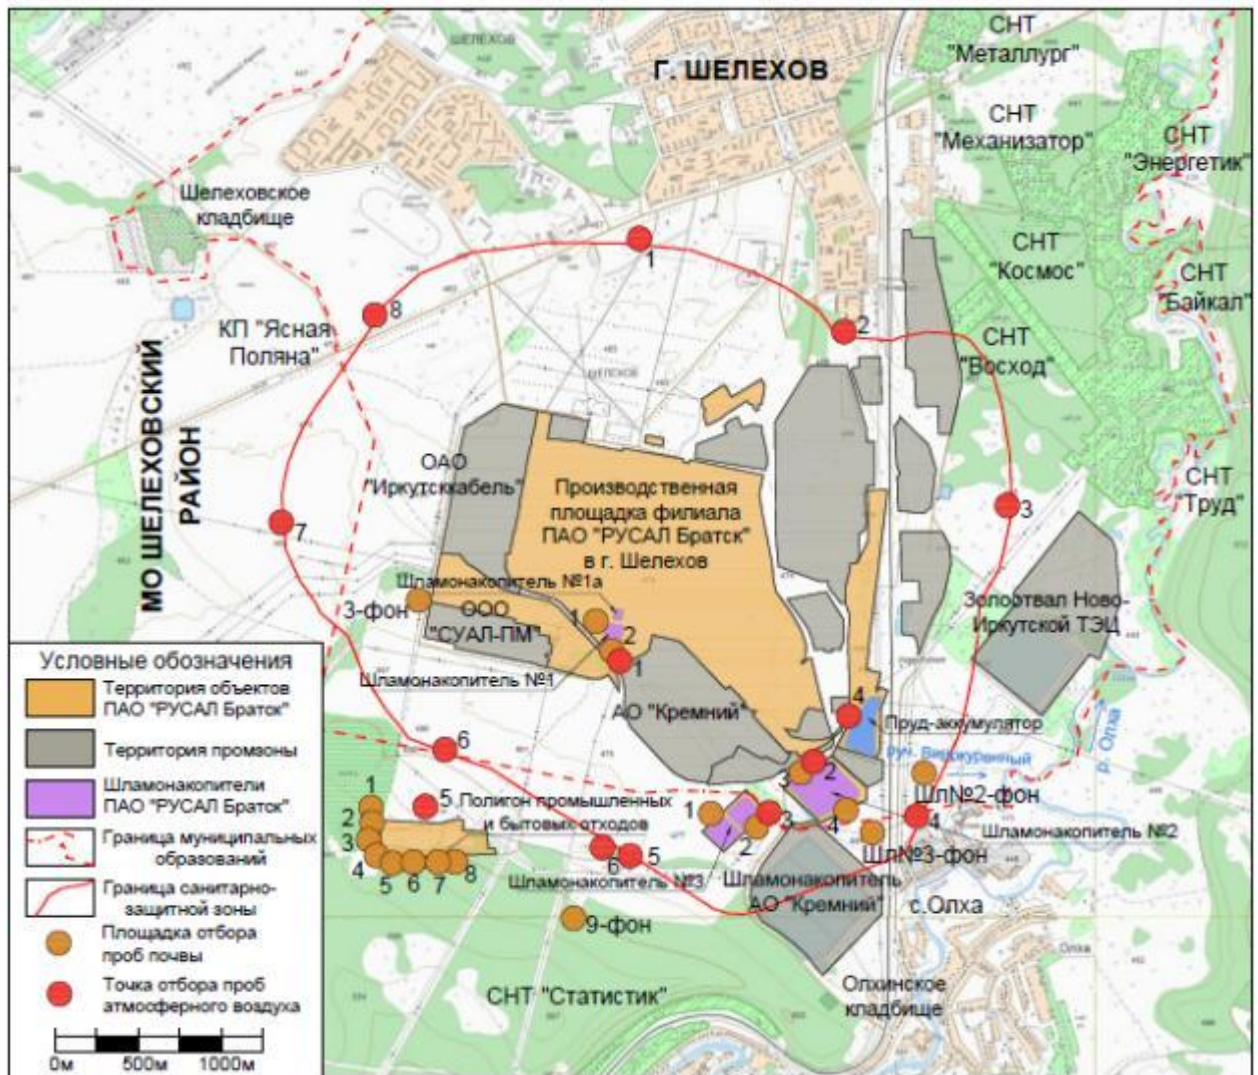 СНТ
"Металлург"
ШЕЛЕХОВ
Г. ШЕЛЕХОВ
СНТ
"Механизатор"
СНТ
"Энергетик"
Шелеховское
кладбище
СНТ
"Космос"
СНТ
"Байкал"
1
8
2
КП "Ясная
Поляна"
СНТ
"Восход"
МО ШЕЛЕХОВСКИЙ
РАЙОН
ОАО
"Иркутсккабель"
Производственная
площадка филиала
ПАО "РУСАЛ Братск"
в г. Шелехов
СНТ
"Труд"
3
7
Шламонакопитель №1а
3-фон
ООО
"СУАЛ-ПМ"
1
2
1
Золоотвал Ново-
Иркутской ТЭЦ
Шламонакопитель №1
АО "Кремний"
4
Пруд-аккумулятор
р. Олха
6
2
3
Шл№2-фон
5
Полигон промышленных
и бытовых отходов
1
3
2
4
4
Шламонакопитель №2
Шл№3-фон
1
2
3
4
5
6
7
8
6
5
Шламонакопитель №3
Шламонакопитель
АО "Кремний"
с.Олха
9-фон
Олха
СНТ "Статистик"
Олхинское
кладбище
Условные обозначения
Территория объектов
ПАО "РУСАЛ Братск"
Территория промзоны
Шламонакопители
ПАО "РУСАЛ Братск"
Граница муниципальных
образований
Граница санитарно-
защитной зоны
Площадка отбора
проб почвы
Точка отбора проб
атмосферного воздуха
0м 500м 1000м